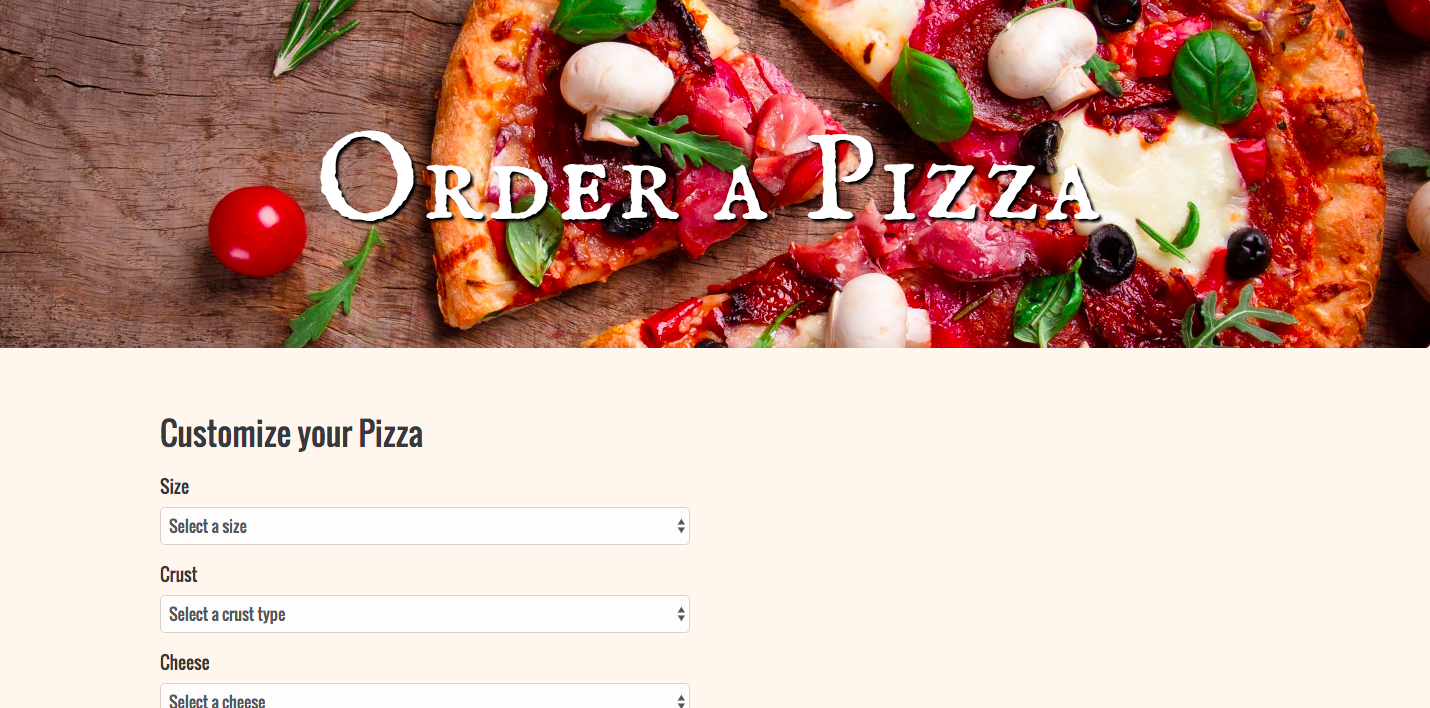 Order a Pizza
Customize your Pizza
Size
Select a size
Crust
Select a crust type
Cheese
Select a cheese